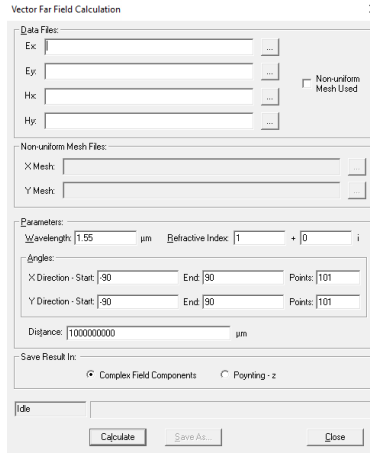 Vector Far Field Calculation
Data Files:
Ex:
...
Ey:
...
Non-uniform
Mesh Used
Hx:
...
Hy:
...
Non-uniform Mesh Files:
X Mesh:
...
Y Mesh:
...
Parameters:
Wavelength: 1.55 µm Refractive Index: 1 + 0 i
Angles:
X Direction - Start: -90 End: 90 Points: 101
Y Direction - Start: -90 End: 90 Points: 101
Distance: 1000000000 µm
Save Result In:
Complex Field Components Poynting - z
Idle
Calculate Save As... Close